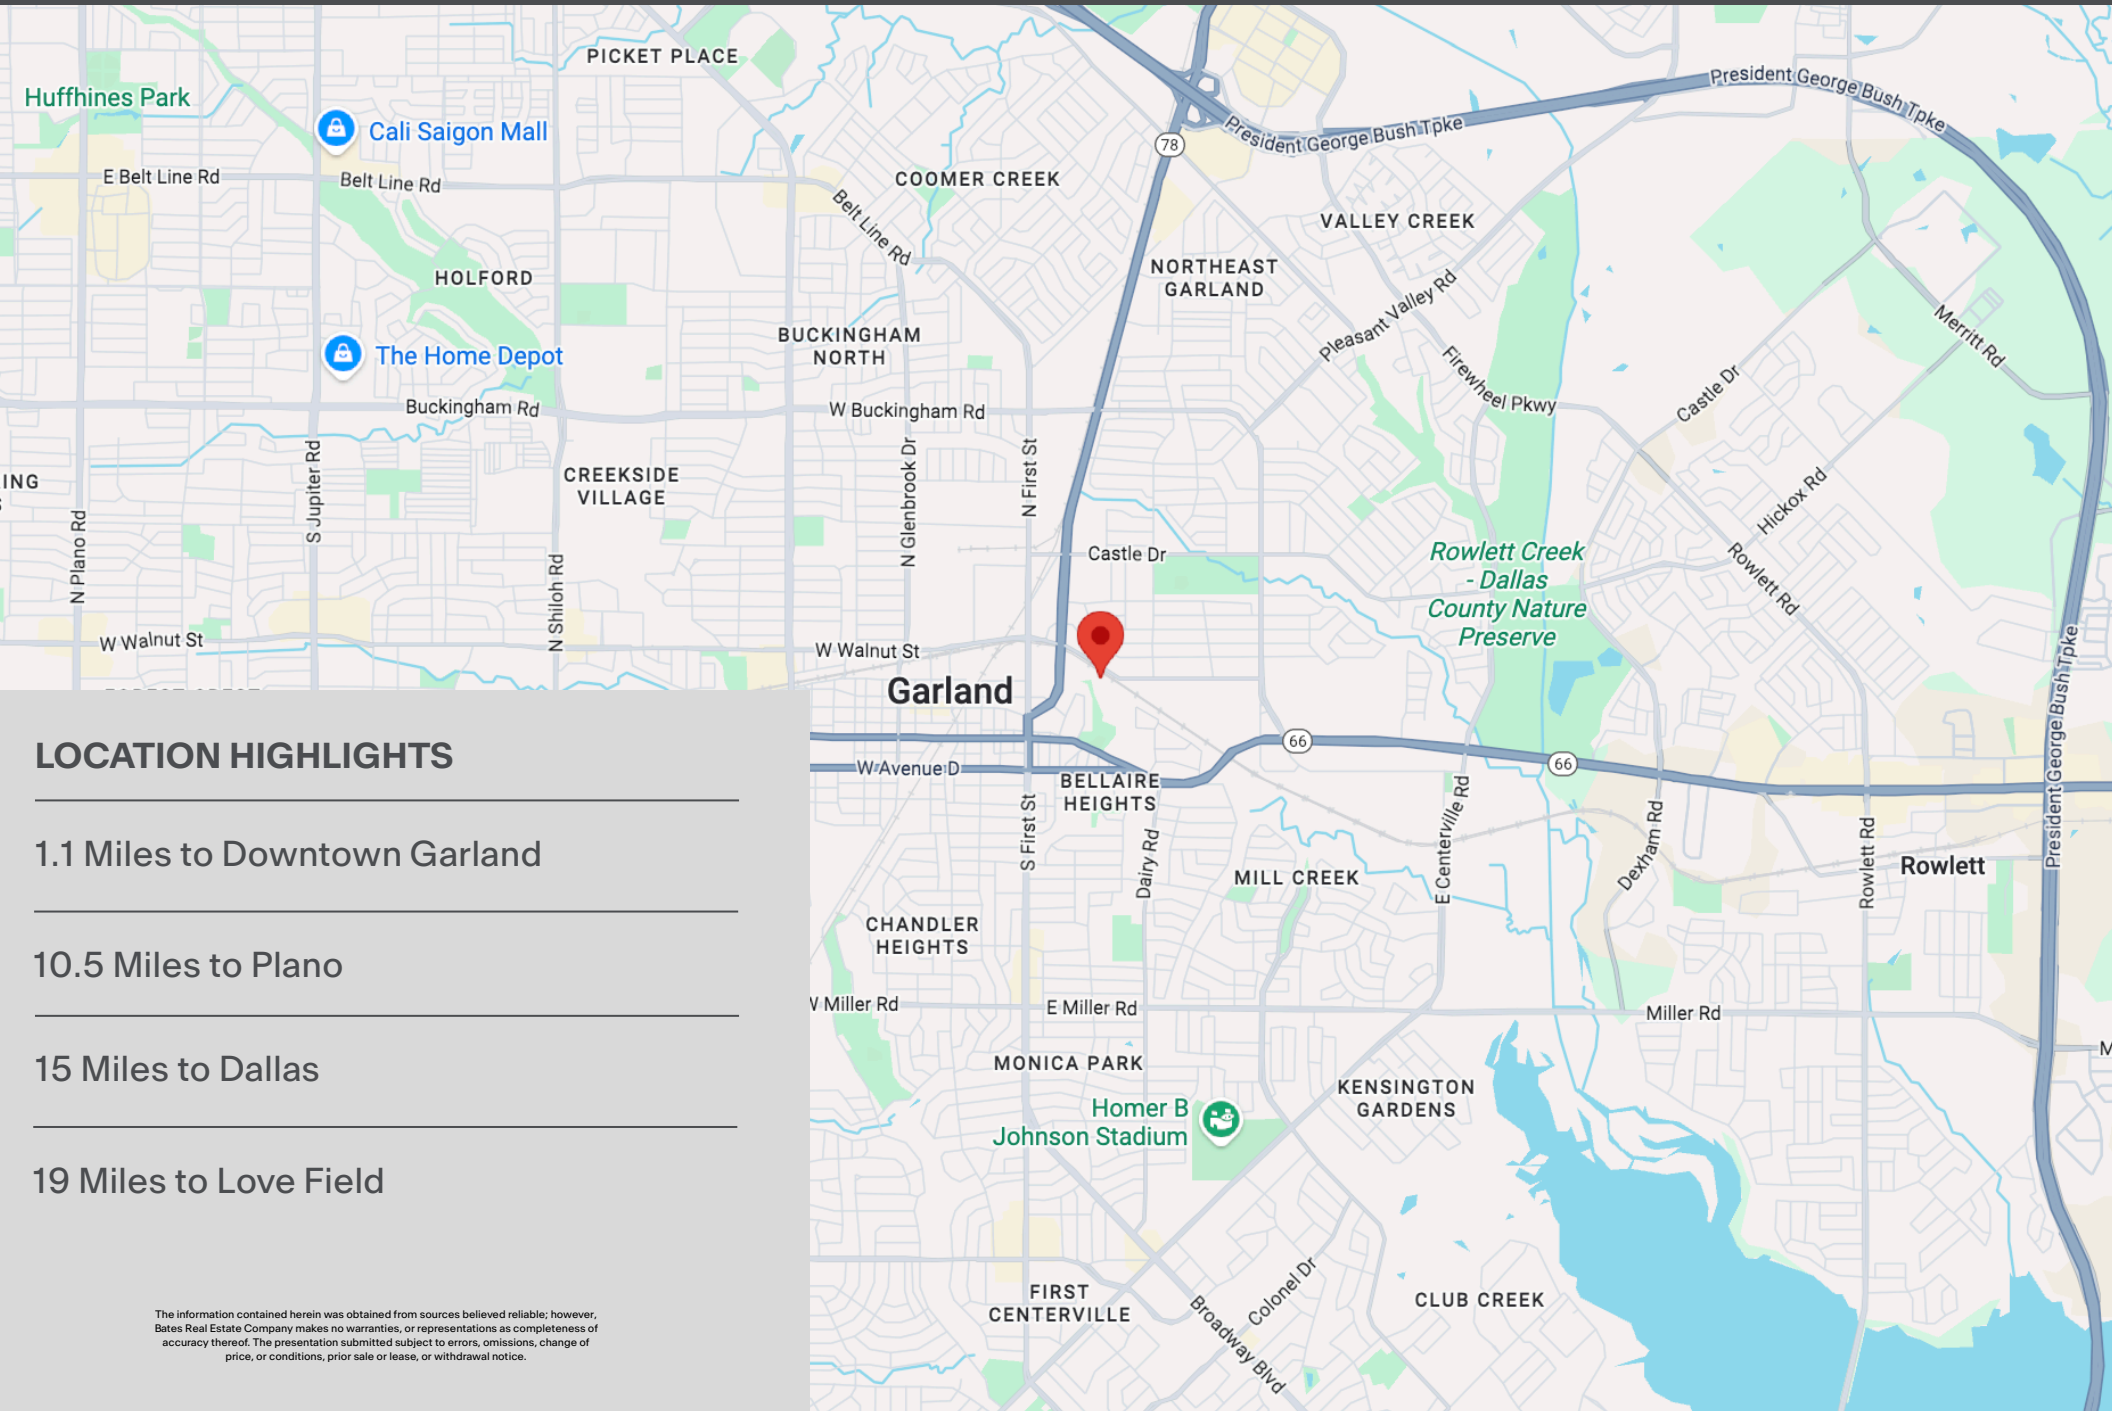 PICKET PLACE
Huffhines Park
Cali Saigon Mall
E Belt Line Rd
Belt Line Rd
Belt Line Rd
COOMER CREEK
78
President George Bush Tpke
President George Bush Tpke
VALLEY CREEK
HOLFORD
NORTHEAST
GARLAND
BUCKINGHAM
NORTH
The Home Depot
Pleasant Valley Rd
Firewheel Pkwy
Merritt Rd
Castle Dr
Buckingham Rd
W Buckingham Rd
ING
CREEKSIDE
VILLAGE
N Plano Rd
S Jupiter Rd
N Shiloh Rd
N Glenbrook Dr
N First St
Hickox Rd
Rowlett Rd
Castle Dr
Rowlett Creek
- Dallas
County Nature
Preserve
W Walnut St
W Walnut St
Garland
President George Bush Tpke
66
66
W Avenue D
BELLAIRE
HEIGHTS
S First St
Dairy Rd
E Centerville Rd
Dexham Rd
Rowlett Rd
Rowlett
MILL CREEK
CHANDLER
HEIGHTS
W Miller Rd
E Miller Rd
Miller Rd
M
MONICA PARK
KENSINGTON
GARDENS
Homer B
Johnson Stadium
FIRST
CENTERVILLE
Broadway Blvd
Colonel Dr
CLUB CREEK
LOCATION HIGHLIGHTS
1.1 Miles to Downtown Garland
10.5 Miles to Plano
15 Miles to Dallas
19 Miles to Love Field
The information contained herein was obtained from sources believed reliable; however,
Bates Real Estate Company makes no warranties, or representations as completeness of
accuracy thereof. The presentation submitted subject to errors, omissions, change of
price, or conditions, prior sale or lease, or withdrawal notice.